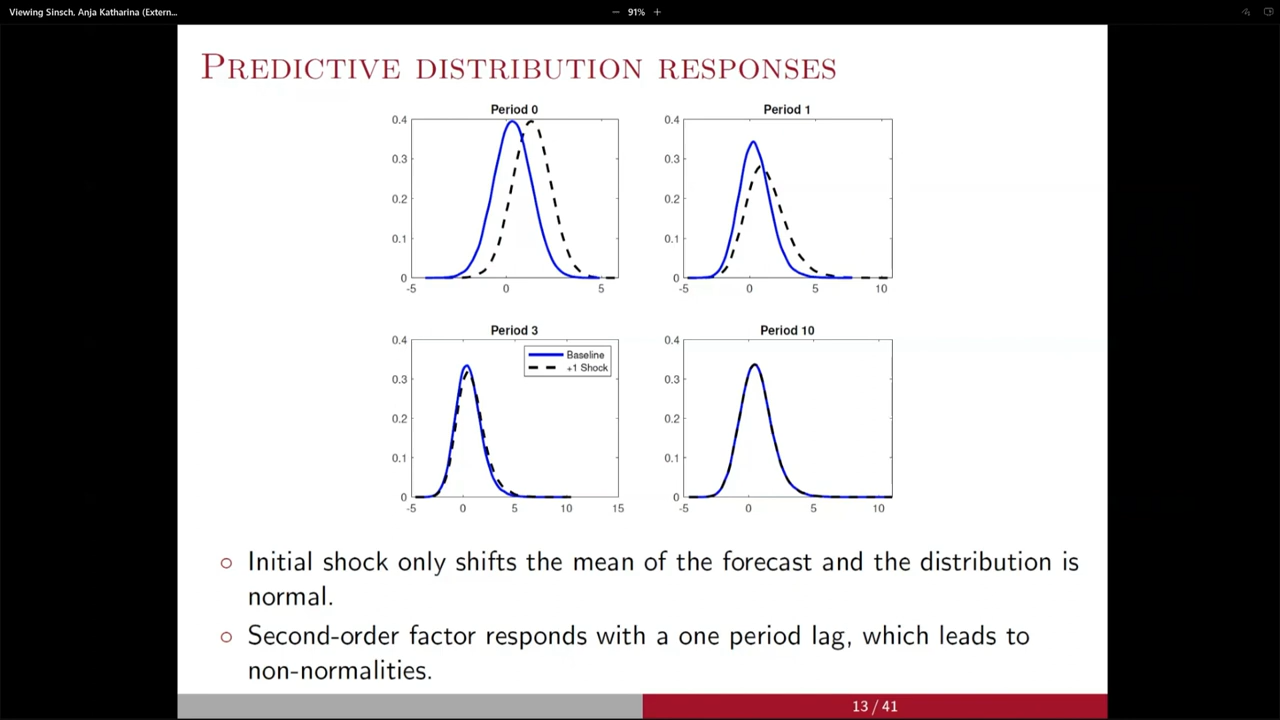 Viewing Sinsch, Anja Katharina (Extern...
− 91% +
PREDICTIVE DISTRIBUTION RESPONSES
Period 0
0.4
0.3
0.2
0.1
0
-5 0 5
Period 1
0.4
0.3
0.2
0.1
0
-5 0 5 10
Period 3
0.4
0.3
0.2
0.1
0
-5 0 5 10 15
Baseline
+1 Shock
Period 10
0.4
0.3
0.2
0.1
0
-5 0 5 10
Initial shock only shifts the mean of the forecast and the distribution is
normal.
Second-order factor responds with a one period lag, which leads to
non-normalities.
13 / 41